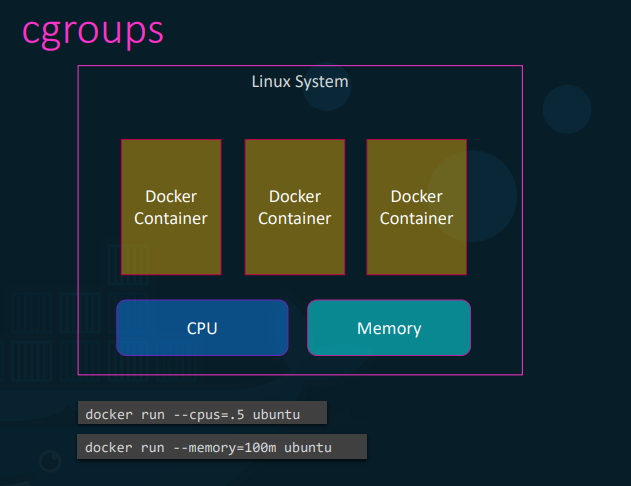 cgroups
Linux System
Docker
Container
Docker
Container
Docker
Container
CPU
Memory
docker run --cpus=.5 ubuntu
docker run --memory=100m ubuntu